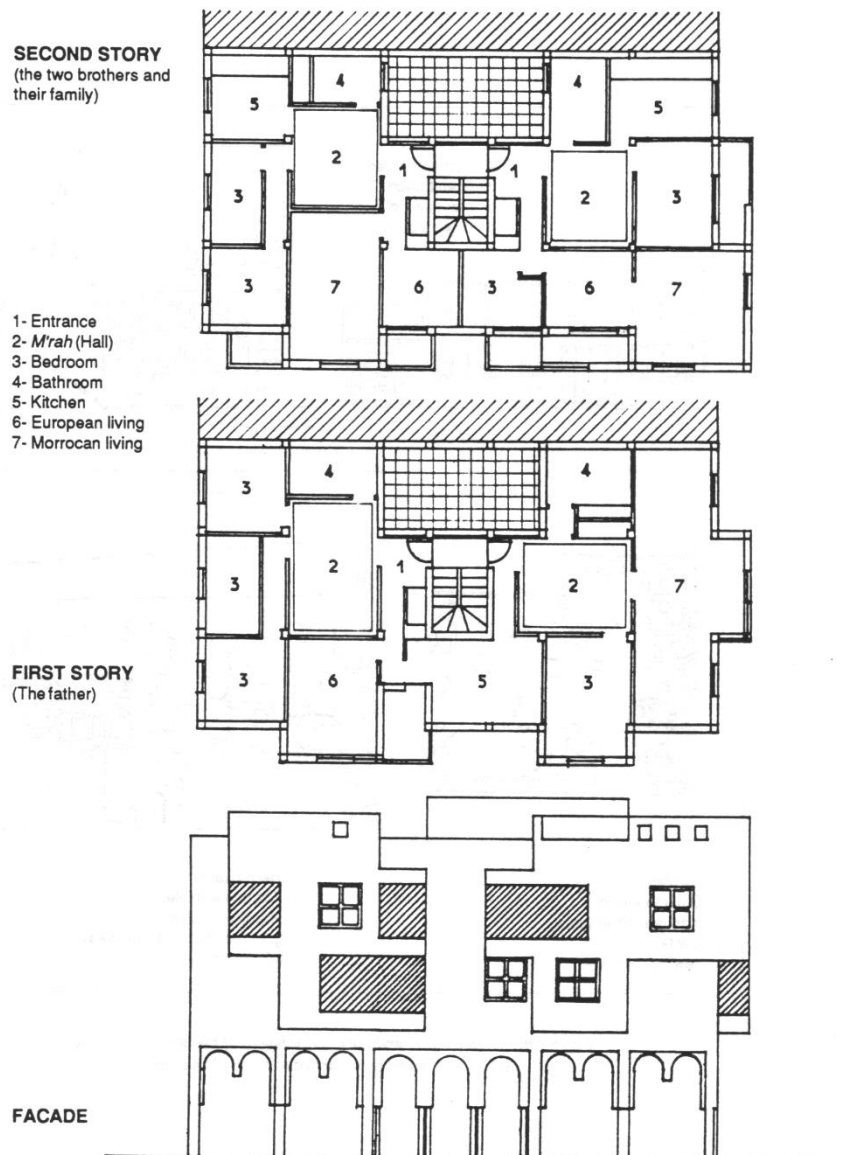 SECOND STORY
(the two brothers and
their family)
4
4
5
5
2
1
1
2
3
3
3
7
6
3
6
7
1- Entrance
2- M'rah (Hall)
3- Bedroom
4- Bathroom
5- Kitchen
6- European living
7- Morrocan living
3
4
4
2
1
2
3
7
FIRST STORY
(The father)
3
6
5
3
FACADE